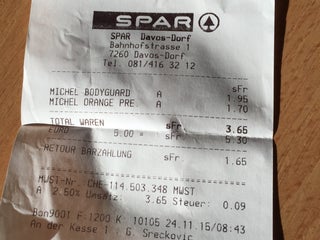 SPAR
SPAR Davos-Dorf
Bahnhofstrasse 1
7260 Davos-Dorf
Tel. 081/416 32 12
sFr
MICHEL BODYGUARD A 1.95
MICHEL ORANGE PRE. A 1.70
TOTAL WAREN sFr 3.65
EURO 5.00 = sFr 5.30
RETOUR BARZAHLUNG sFr 1.65
MWST-Nr CHE-114.503.348 MWST
A 2.50% Umsatz: 3.65 Steuer: 0.09
Bon9001 F-1200 K 10105 24.11.15/08:43
An der Kasse 1 : G. Sreckovic